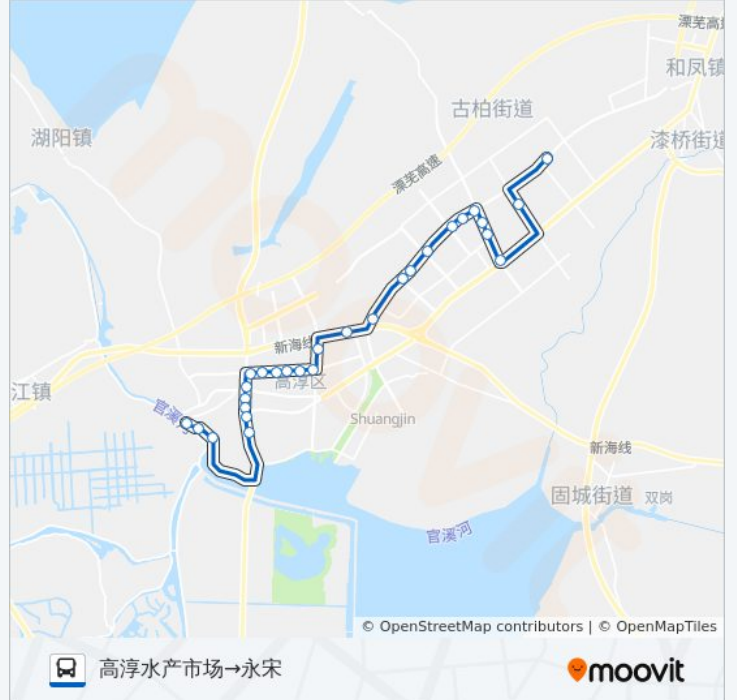 溧芜高速
和凤镇
古柏街道
湖阳镇
漆桥街道
溧芜高速
新海线
高淳区
江镇
官溪河
Shuangjin
新海线
固城街道
双岗
官溪河
© OpenStreetMap contributors | © OpenMapTiles
高淳水产市场→永宋
moovit